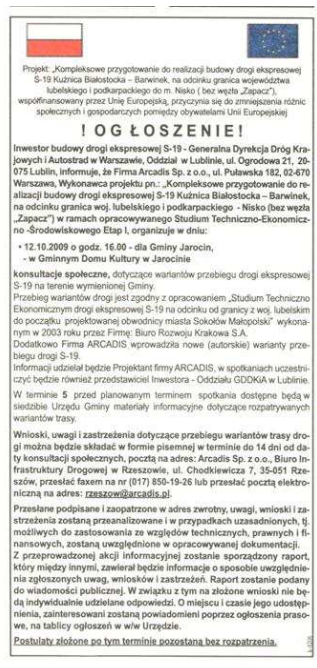 Projekt: „Kompleksowe przygotowanie do realizacji budowy drogi ekspresowej
S-19 Kuźnica Białostocka – Barwinek, na odcinku granica województwa
lubelskiego i podkarpackiego do m. Nisko ( bez węzła „Zapacz"),
współfinansowany przez Unię Europejską, przyczynia się do zmniejszenia różnic
społecznych i gospodarczych pomiędzy obywatelami Unii Europejskiej
! OGŁOSZENIE!
Inwestor budowy drogi ekspresowej S-19 - Generalna Dyrekcja Dróg Kra-
jowych i Autostrad w Warszawie, Oddział w Lublinie, ul. Ogrodowa 21, 20-
075 Lublin, informuje, że Firma Arcadis Sp. z o.o., ul. Puławska 182, 02-670
Warszawa, Wykonawca projektu pn.: „Kompleksowe przygotowanie do re-
alizacji budowy drogi ekspresowej S-19 Kuźnica Białostocka – Barwinek,
na odcinku granica woj. lubelskiego i podkarpackiego - Nisko (bez węzła
„Zapacz") w ramach opracowywanego Studium Techniczno-Ekonomicz-
no -Środowiskowego Etap I, organizuje w dniu:
• 12.10.2009 o godz. 16.00 - dla Gminy Jarocin,
- w Gminnym Domu Kultury w Jarocinie
konsultacje społeczne, dotyczące wariantów przebiegu drogi ekspresowej
S-19 na terenie wymienionej Gminy.
Przebieg wariantów drogi jest zgodny z opracowaniem „Studium Techniczno
Ekonomicznym drogi ekspresowej S-19 na odcinku od granicy z woj. lubelskim
do początku projektowanej obwodnicy miasta Sokołów Małopolski" wykona-
nym w 2003 roku przez Firmę: Biuro Rozwoju Krakowa S.A.
Dodatkowo Firma ARCADIS wprowadziła nowe (autorskie) warianty prze-
biegu drogi S-19.
Informacji udzielał będzie Projektant firmy ARCADIS, w spotkaniach uczestni-
czyć będzie również przedstawiciel Inwestora - Oddziału GDDKiA w Lublinie.
W terminie 5 przed planowanym terminem spotkania dostępne będą w
siedzibie Urzędu Gminy materiały informacyjne dotyczące rozpatrywanych
wariantów trasy.
Wnioski, uwagi i zastrzeżenia dotyczące przebiegu wariantów trasy dro-
gi można będzie składać w formie pisemnej w terminie do 14 dni od da-
ty konsultacji społecznych, pocztą na adres: Arcadis Sp. z o.o., Biuro In-
frastruktury Drogowej w Rzeszowie, ul. Chodkiewicza 7, 35-051 Rze-
szów, przesłać faxem na nr (017) 850-19-26 lub przesłać pocztą elektro-
niczną na adres: rzeszow@arcadis.pl.
Przesłane podpisane i zaopatrzone w adres zwrotny, uwagi, wnioski i za-
strzeżenia zostaną przeanalizowane i w przypadkach uzasadnionych, tj.
możliwych do zastosowania ze względów technicznych, prawnych i fi-
nansowych, zostaną uwzględnione w opracowywanej dokumentacji.
Z przeprowadzonej akcji informacyjnej zostanie sporządzony raport,
który między innymi, zawierał będzie informacje o sposobie uwzględnie-
nia zgłoszonych uwag, wniosków i zastrzeżeń. Raport zostanie podany
do wiadomości publicznej. W związku z tym na złożone wnioski nie bę-
dą indywidualnie udzielane odpowiedzi. O miejscu i czasie jego udostęp-
nienia, zainteresowani zostaną powiadomieni poprzez ogłoszenia praso-
we, na tablicy ogłoszeń w w/w Urzędzie.
Postulaty złożone po tym terminie pozostaną bez rozpatrzenia.